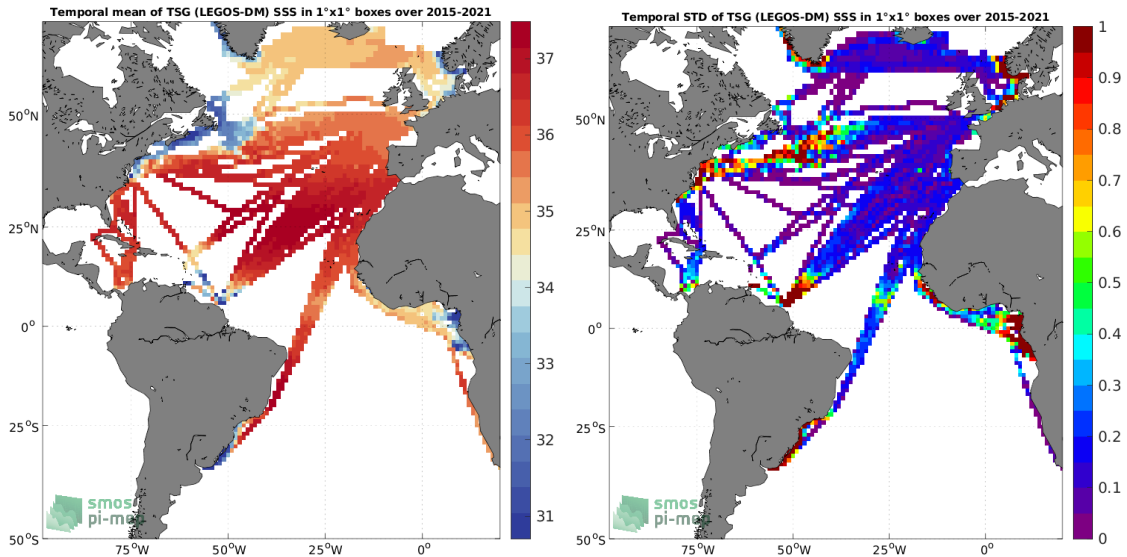 Temporal mean of TSG (LEGOS-DM) SSS in 1°x1° boxes over 2015-2021
37
36
35
34
33
32
31
50°N
25°N
0°
25°S
50°S
75°W
50°W
25°W
0°
smos
pi-mep
Temporal STD of TSG (LEGOS-DM) SSS in 1°x1° boxes over 2015-2021
1
0.9
0.8
0.7
0.6
0.5
0.4
0.3
0.2
0.1
0
50°N
25°N
0°
25°S
50°S
75°W
50°W
25°W
0°
smos
pi-mep